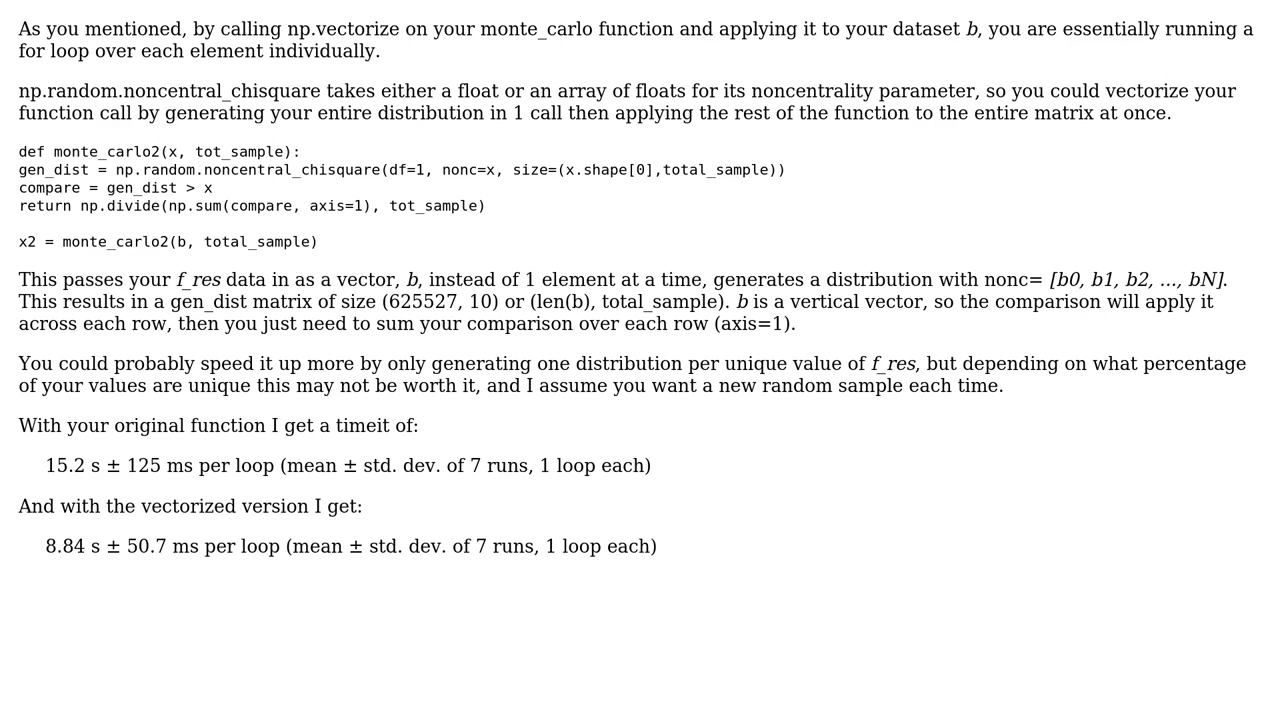 As you mentioned, by calling np.vectorize on your monte_carlo function and applying it to your dataset b, you are essentially running a
for loop over each element individually.
np.random.noncentral_chisquare takes either a float or an array of floats for its noncentrality parameter, so you could vectorize your
function call by generating your entire distribution in 1 call then applying the rest of the function to the entire matrix at once.
def monte_carlo2(x, tot_sample):
gen_dist = np.random.noncentral_chisquare(df=1, nonc=x, size=(x.shape[0],total_sample))
compare = gen_dist > x
return np.divide(np.sum(compare, axis=1), tot_sample)
x2 = monte_carlo2(b, total_sample)
This passes your f_res data in as a vector, b, instead of 1 element at a time, generates a distribution with nonc= [b0, b1, b2, ..., bN].
This results in a gen_dist matrix of size (625527, 10) or (len(b), total_sample). b is a vertical vector, so the comparison will apply it
across each row, then you just need to sum your comparison over each row (axis=1).
You could probably speed it up more by only generating one distribution per unique value of f_res, but depending on what percentage
of your values are unique this may not be worth it, and I assume you want a new random sample each time.
With your original function I get a timeit of:
15.2 s ± 125 ms per loop (mean ± std. dev. of 7 runs, 1 loop each)
And with the vectorized version I get:
8.84 s ± 50.7 ms per loop (mean ± std. dev. of 7 runs, 1 loop each)